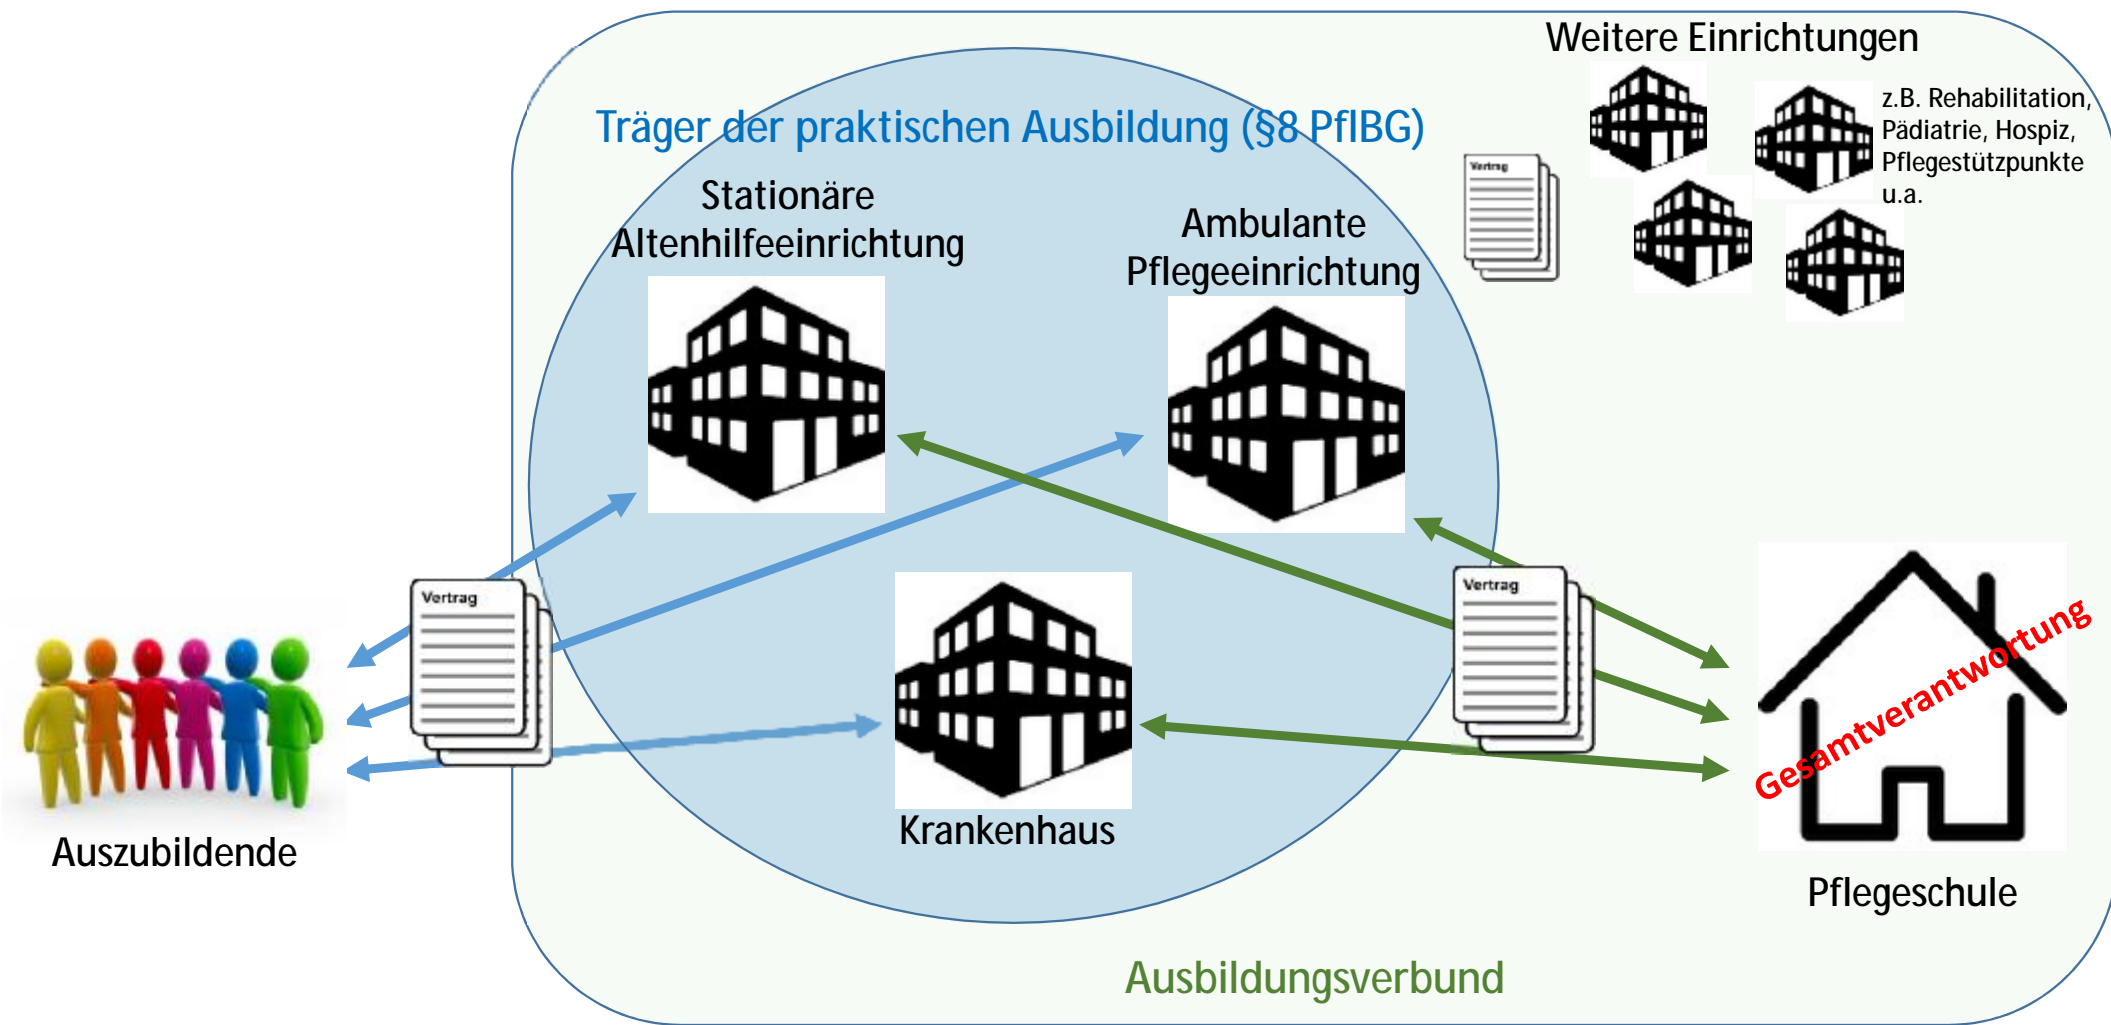 Weitere Einrichtungen
z.B. Rehabilitation,
Pädiatrie, Hospiz,
Pflegestützpunkte
u.a.
Träger der praktischen Ausbildung (§8 PflBG)
Vertrag
Stationäre
Altenhilfeeinrichtung
Ambulante
Pflegeeinrichtung
Vertrag
Vertrag
Gesamtverantwortung
Krankenhaus
Auszubildende
Pflegeschule
Ausbildungsverbund